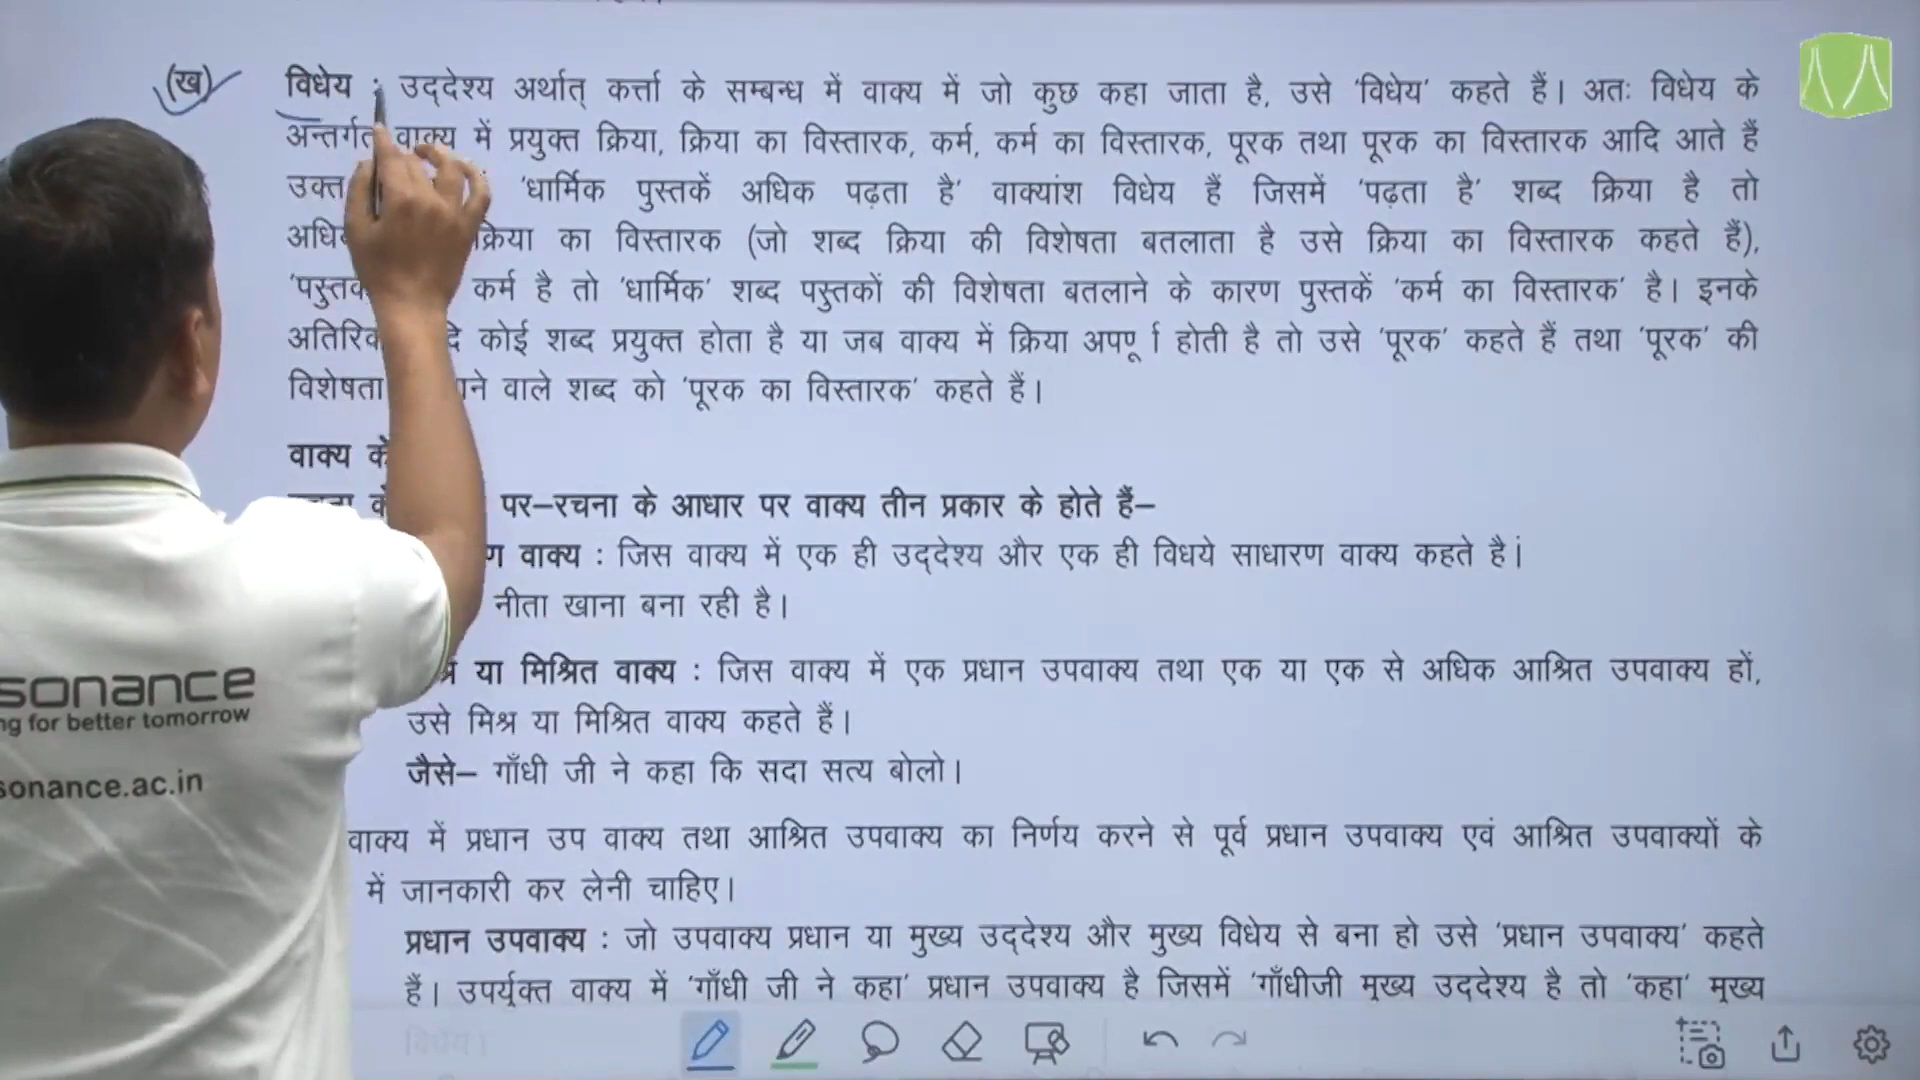 (ख) विधेय : उद्देश्य अर्थात् कर्त्ता के सम्बन्ध में वाक्य में जो कुछ कहा जाता है, उसे 'विधेय' कहते हैं। अतः विधेय के
अन्तर्गत वाक्य में प्रयुक्त क्रिया, क्रिया का विस्तारक, कर्म, कर्म का विस्तारक, पूरक तथा पूरक का विस्तारक आदि आते हैं
उक्त 'धार्मिक पुस्तकें अधिक पढ़ता है' वाक्यांश विधेय हैं जिसमें 'पढ़ता है' शब्द क्रिया है तो
क्रिया का विस्तारक (जो शब्द क्रिया की विशेषता बतलाता है उसे क्रिया का विस्तारक कहते हैं),
कर्म है तो 'धार्मिक' शब्द पस्तुकों की विशेषता बतलाने के कारण पुस्तकें 'कर्म का विस्तारक' है। इनके
कोई शब्द प्रयुक्त होता है या जब वाक्य में क्रिया अपण्ू र् होती है तो उसे 'पूरक' कहते हैं तथा 'पूरक' की
विशेषता ने वाले शब्द को 'पूरक का विस्तारक' कहते हैं।
वाक्य के
पर–रचना के आधार पर वाक्य तीन प्रकार के होते हैं–
ण वाक्य : जिस वाक्य में एक ही उद्देश्य और एक ही विधये साधारण वाक्य कहते है।
नीता खाना बना रही है।
या मिश्रित वाक्य : जिस वाक्य में एक प्रधान उपवाक्य तथा एक या एक से अधिक आश्रित उपवाक्य हों,
उसे मिश्र या मिश्रित वाक्य कहते हैं।
जैसे– गाँधी जी ने कहा कि सदा सत्य बोलो।
वाक्य में प्रधान उप वाक्य तथा आश्रित उपवाक्य का निर्णय करने से पूर्व प्रधान उपवाक्य एवं आश्रित उपवाक्यों के
में जानकारी कर लेनी चाहिए।
प्रधान उपवाक्य : जो उपवाक्य प्रधान या मुख्य उद्देश्य और मुख्य विधेय से बना हो उसे 'प्रधान उपवाक्य' कहते
हैं। उपर्युक्त वाक्य में 'गाँधी जी ने कहा' प्रधान उपवाक्य है जिसमें 'गाँधीजी मुख्य उद्देश्य है तो 'कहा' मुख्य
विधेय।
sonance
ng for better tomorrow
sonance.ac.in